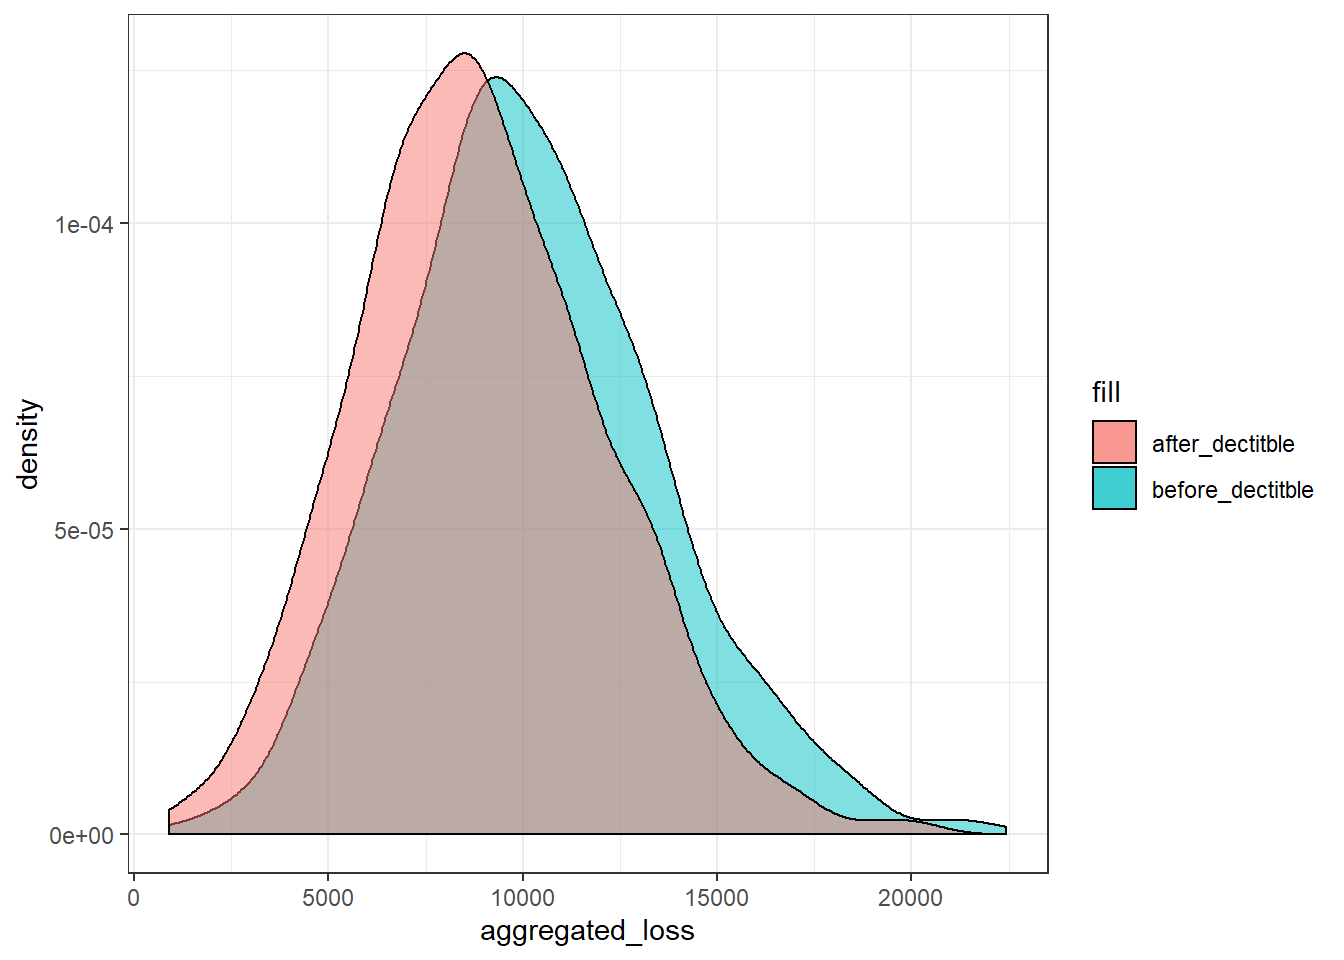 1e-04
5e-05
0e+00
density
0
5000
10000
15000
20000
aggregated_loss
fill
after_dectitble
before_dectitble